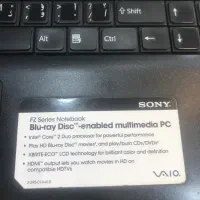 Shift
Alt
Ctrl
SONY
FZ Series Notebook
Blu-ray Disc™-enabled multimedia PC
• Intel® Core™ 2 Duo processor for powerful performance
• Play HD Blu-ray Disc™ movies¹, and play/burn CDs/DVDs²
• XBRITE-ECO™ LCD technology for brilliant color and definition
• HDMI™ output lets you watch movies in HD on
compatible HDTVs
VAIO